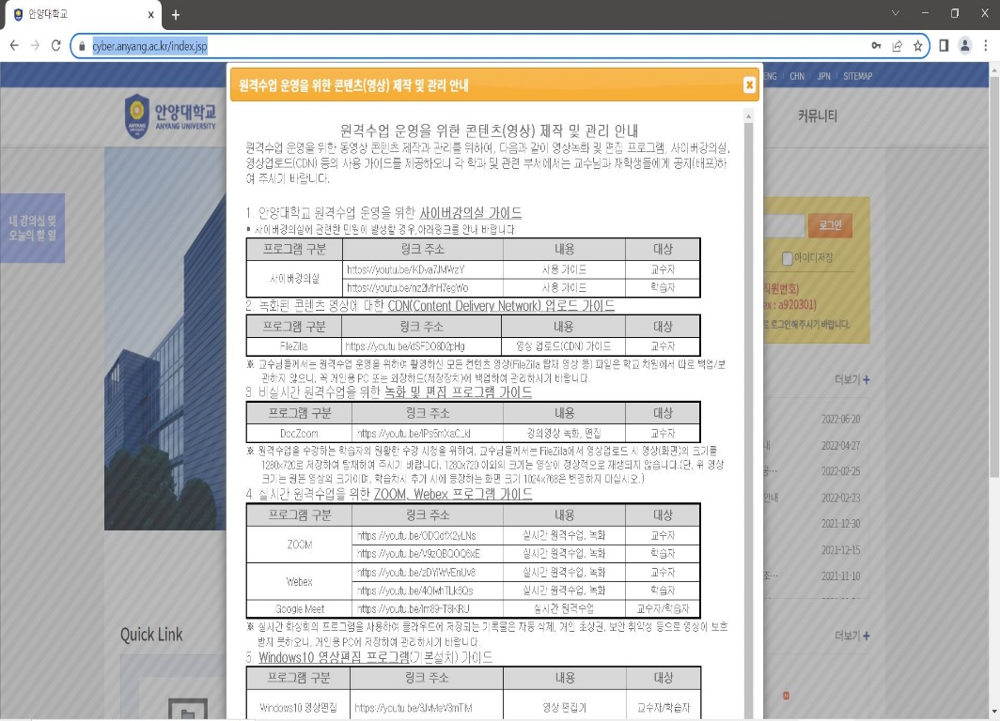 안양대학교
cyber.anyang.ac.kr/index.jsp
ENG CHN JPN SITEMAP
안양대학교
ANYANG UNIVERSITY
커뮤니티
내 강의실 및
오늘의 할 일
로그인
아이디저장
직원번호)
ex : a920301)
로 로그인해 주시기 바랍니다.
더보기 +
2022-06-20
내 2022-04-27
2022-02-25
안내 2022-02-23
2021-12-30
2021-12-15
2021-11-10
더보기 +
Quick Link
원격수업 운영을 위한 콘텐츠(영상) 제작 및 관리 안내
원격수업 운영을 위한 콘텐츠(영상) 제작 및 관리 안내
원격수업 운영을 위한 동영상 콘텐츠 제작과 관리를 위하여, 다음과 같이 영상녹화 및 편집 프로그램, 사이버강의실,
영상업로드(CDN) 등의 사용 가이드를 제공하오니 각 학과 및 관련 부서에서는 교수님과 재학생들에게 공지(배포)하
여 주시기 바랍니다.
1. 안양대학교 원격수업 운영을 위한 사이버강의실 가이드
* 사이버강의실에 관련한 민원이 발생할 경우,아래링크를 안내 바랍니다
프로그램 구분 링크 주소 내용 대상
사이버강의실 https://youtu.be/KDva7JMWzY 사용 가이드 교수자
https://youtu.be/nz2MhH7egWo 사용 가이드 학습자
2. 녹화된 콘텐츠 영상에 대한 CDN(Content Delivery Network) 업로드 가이드
프로그램 구분 링크 주소 내용 대상
FileZilla https://youtu.be/dSFDO8D2pHg 영상 업로드(CDN) 가이드 교수자
※ 교수님들께서는 원격수업 운영을 위하여 촬영하신 모든 컨텐츠 영상(FileZilla 탑재 영상 등) 파일은 학교 차원에서 따로 백업/보
관하지 않으니, 꼭 개인용 PC 또는 외장하드(저장장치)에 백업하여 관리하시기 바랍니다.
3. 비실시간 원격수업을 위한 녹화 및 편집 프로그램 가이드
프로그램 구분 링크 주소 내용 대상
DocZoom https://youtu.be/lPs5mXaC_kI 강의영상 녹화, 편집 교수자
※ 원격수업을 수강하는 학습자의 원활한 수강 시청을 위하여, 교수님들께서는 FileZilla에서 영상업로드 시 영상(화면)의 크기를
1280x720로 저장하여 탑재하여 주시기 바랍니다. 1280x720 이외의 크기는 영상이 정상적으로 재생되지 않습니다.(단, 위 영상
크기는 원본 영상의 크기이며, 학습차시 추가 시에 등장하는 화면 크기 1024x768은 변경하지 마십시오.)
4. 실시간 원격수업을 위한 ZOOM, Webex 프로그램 가이드
프로그램 구분 링크 주소 내용 대상
ZOOM https://youtu.be/ODQdfX2yLNs 실시간 원격수업, 녹화 교수자
https://youtu.be/V9zQBQOQ6xE 실시간 원격수업, 녹화 학습자
Webex https://youtu.be/zDYiWVEnUv8 실시간 원격수업, 녹화 교수자
https://youtu.be/4QIwhTLk6Qs 실시간 원격수업, 녹화 학습자
Google Meet https://youtu.be/Im89-T8lKRU 실시간 원격수업 교수자/학습자
※ 실시간 화상회의 프로그램을 사용하여 클라우드에 저장되는 기록물은 자동 삭제, 개인 초상권, 보안 취약성 등으로 영상이 보호
받지 못하오니, 개인용 PC에 저장하여 관리하시기 바랍니다.
5. Windows10 영상편집 프로그램(기본설치) 가이드
프로그램 구분 링크 주소 내용 대상
Windows10 영상편집 https://youtu.be/3JvMeV3mTlM 영상 편집기 교수자/학습자